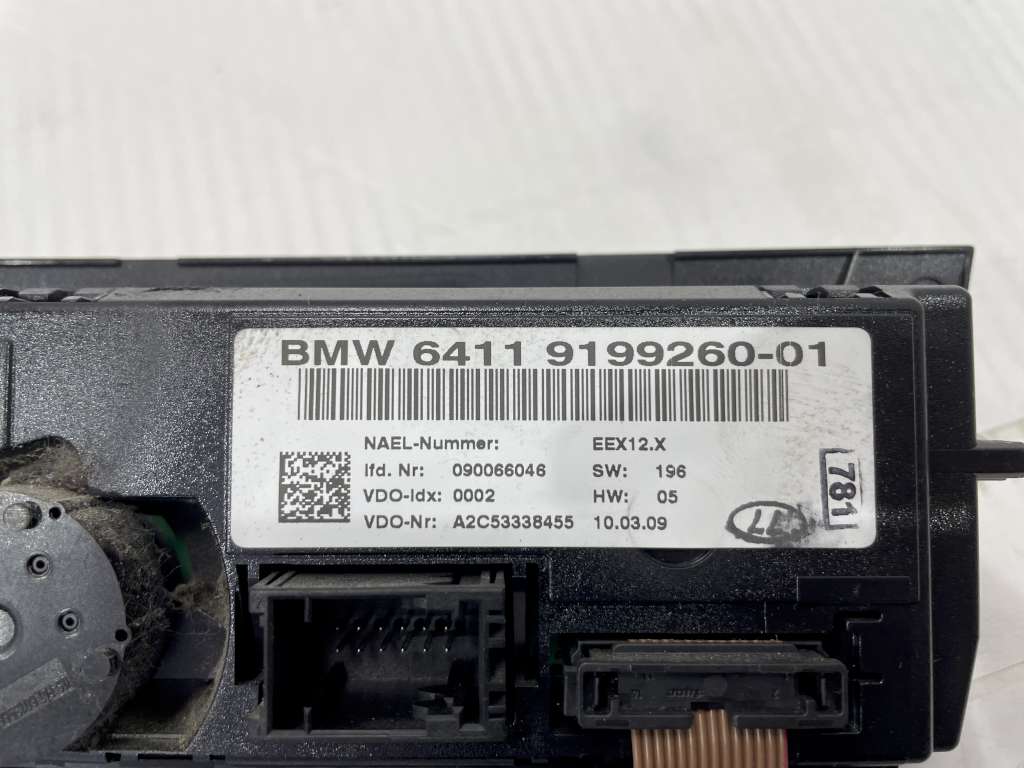 BMW 6411 9199260-01
NAEL-Nummer: EEX12.X
lfd. Nr: 090066046 SW: 196
VDO-Idx: 0002 HW: 05
VDO-Nr: A2C53338455 10.03.09
781
77